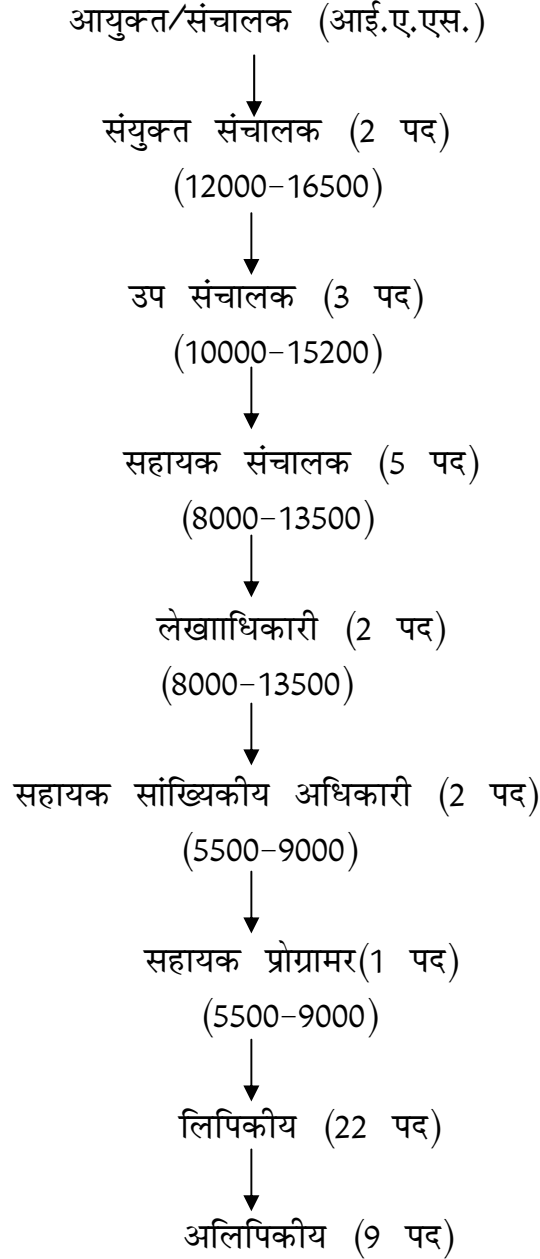 आयुक्त/संचालक (आई.ए.एस.)
संयुक्त संचालक (2 पद)
(12000-16500)
उप संचालक (3 पद)
(10000-15200)
सहायक संचालक (5 पद)
(8000-13500)
लेखााधिकारी (2 पद)
(8000-13500)
सहायक सांख्यिकीय अधिकारी (2 पद)
(5500-9000)
सहायक प्रोग्रामर(1 पद)
(5500-9000)
लिपिकीय (22 पद)
अलिपिकीय (9 पद)